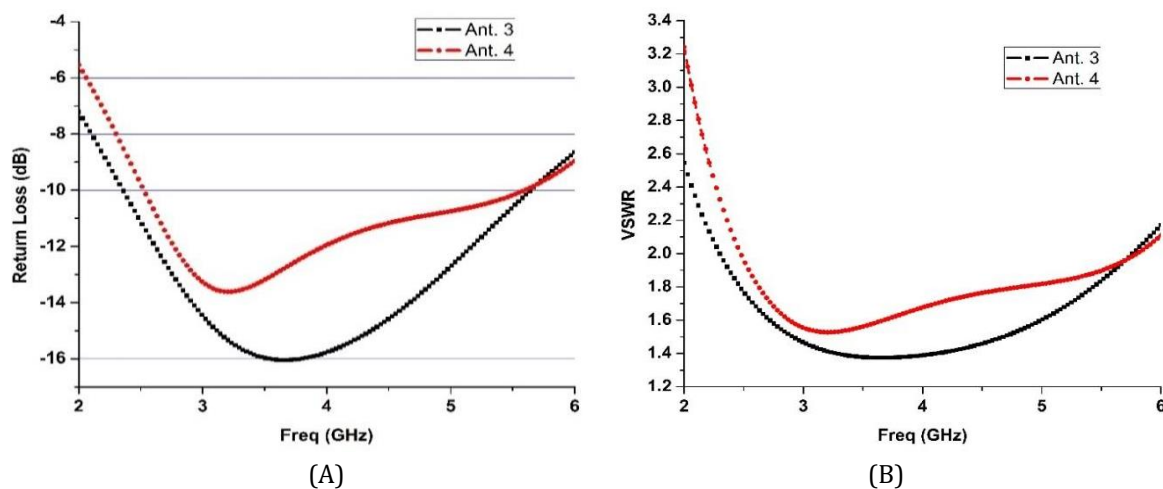 -4
-6
-8
-10
-12
-14
-16
Return Loss (dB)
Ant. 3
Ant. 4
2 3 4 5 6
Freq (GHz)
(A)
3.4
3.2
3.0
2.8
2.6
2.4
2.2
2.0
1.8
1.6
1.4
1.2
VSWR
Ant. 3
Ant. 4
2 3 4 5 6
Freq (GHz)
(B)